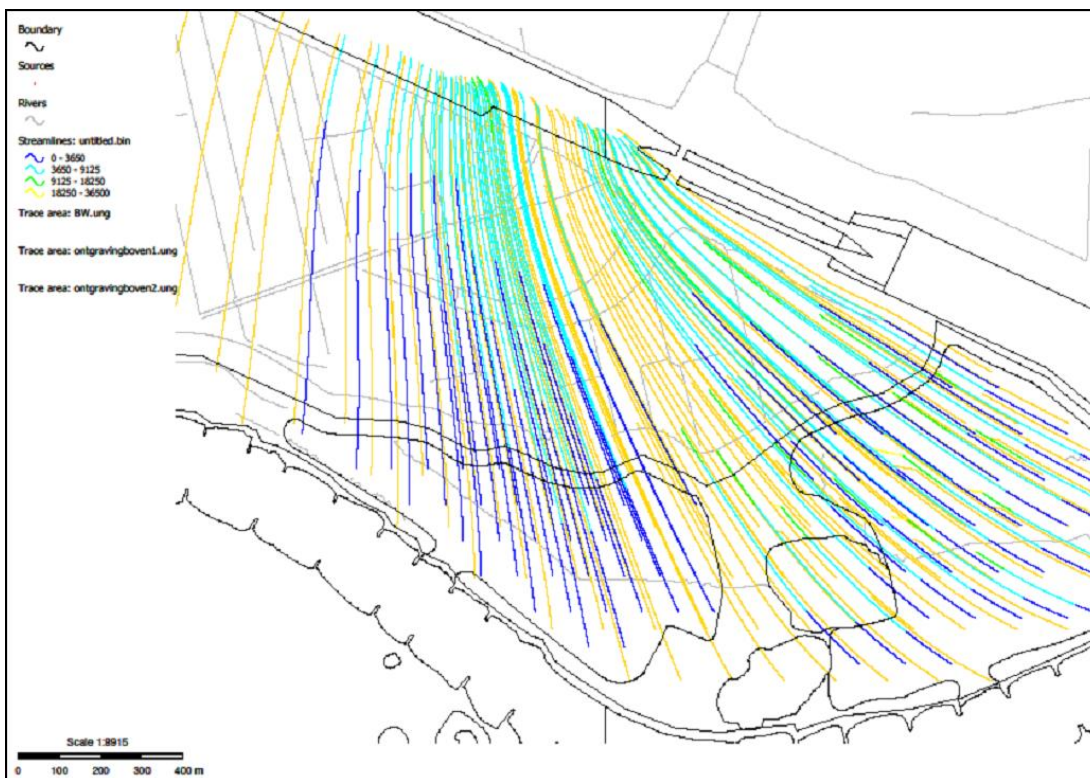 Boundary
Sources
Rivers
Streamlines: untitled.bin
0 - 3650
3650 - 9125
9125 - 18250
18250 - 36500
Trace area: BW.ung
Trace area: ontgravingboven1.ung
Trace area: ontgravingboven2.ung
Scale 1:8915
0 100 200 300 400 m